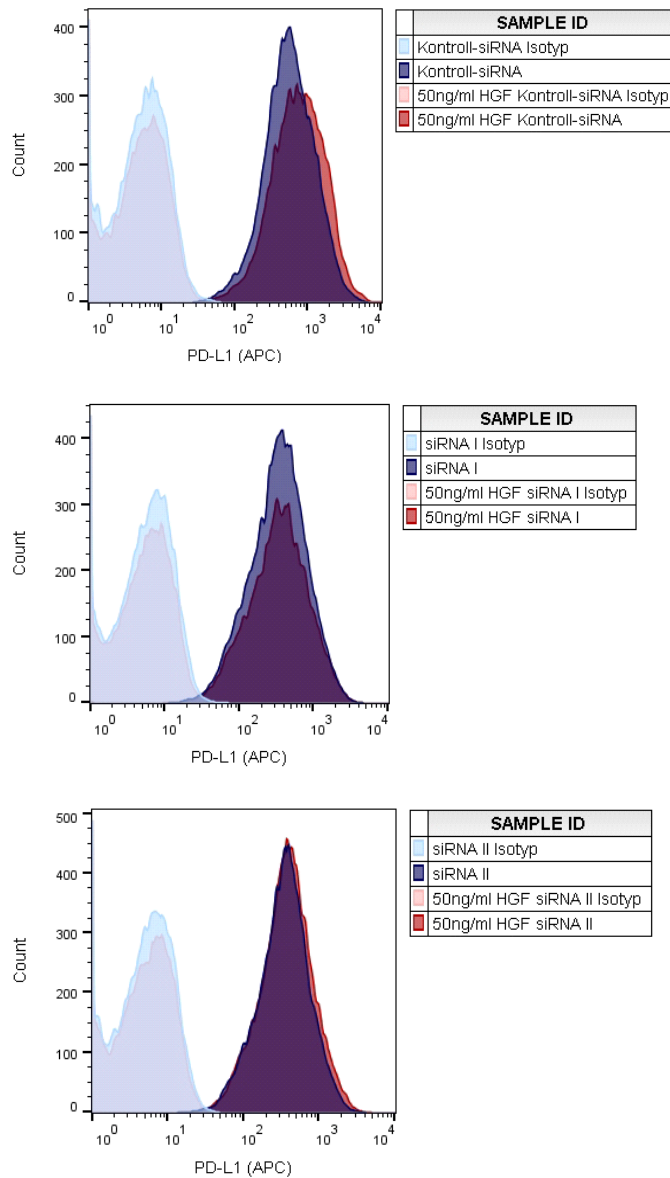 SAMPLE ID
Kontroll-siRNA Isotyp
Kontroll-siRNA
50ng/ml HGF Kontroll-siRNA Isotyp
50ng/ml HGF Kontroll-siRNA
400
300
200
100
0
Count
10^0 10^1 10^2 10^3 10^4
PD-L1 (APC)
SAMPLE ID
siRNA I Isotyp
siRNA I
50ng/ml HGF siRNA I Isotyp
50ng/ml HGF siRNA I
400
300
200
100
0
Count
10^0 10^1 10^2 10^3 10^4
PD-L1 (APC)
SAMPLE ID
siRNA II Isotyp
siRNA II
50ng/ml HGF siRNA II Isotyp
50ng/ml HGF siRNA II
500
400
300
200
100
0
Count
10^0 10^1 10^2 10^3 10^4
PD-L1 (APC)